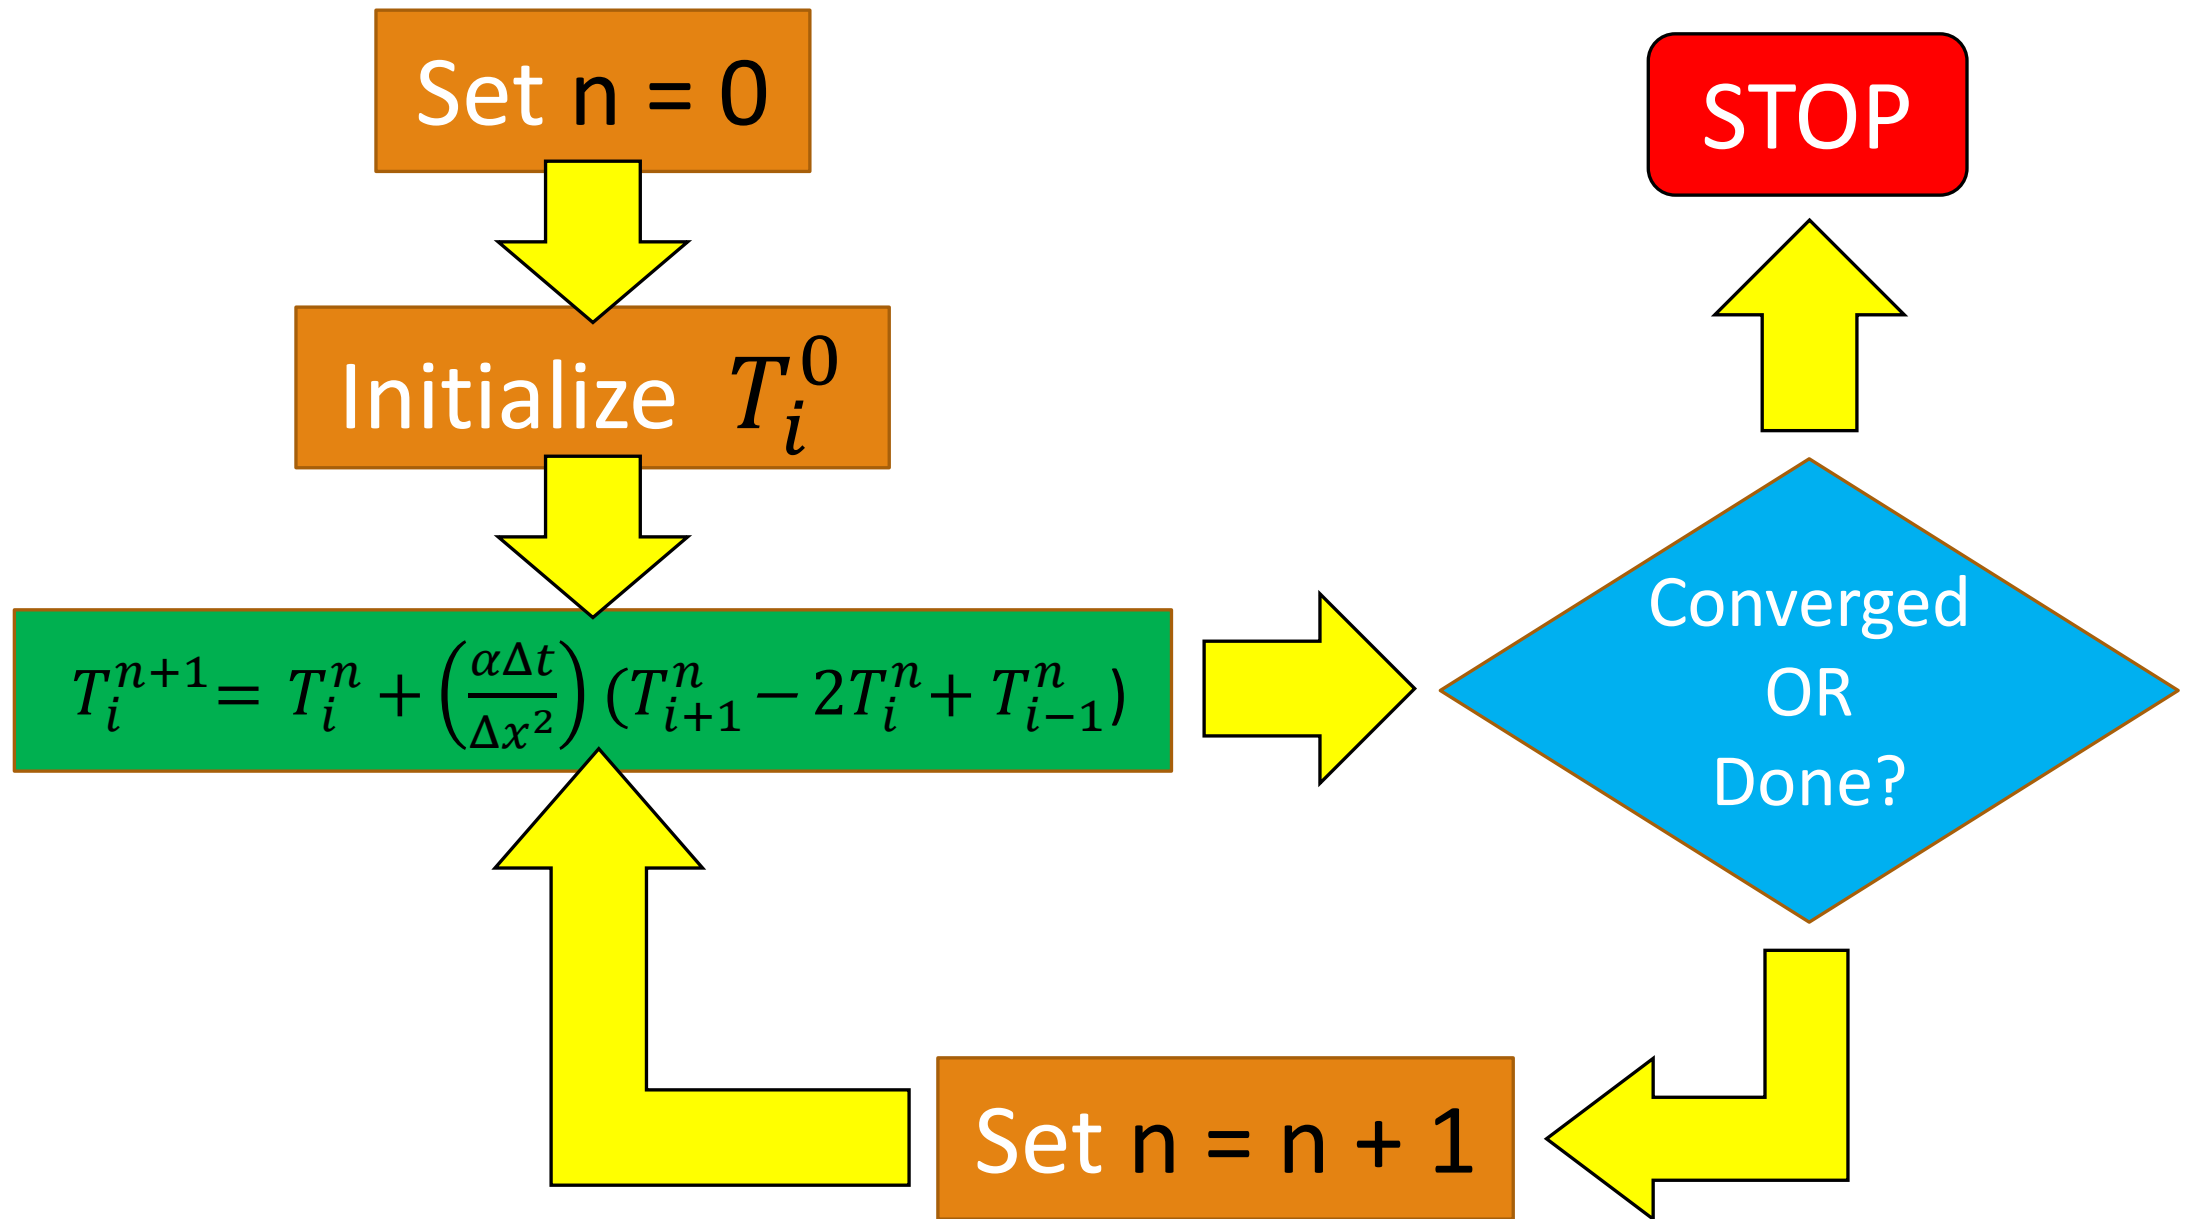 Set n = 0
STOP
Initialize T_i^0
T_i^{n+1} = T_i^n + (αΔt/Δx²) (T_{i+1}^n − 2T_i^n + T_{i−1}^n)
Converged
OR
Done?
Set n = n + 1